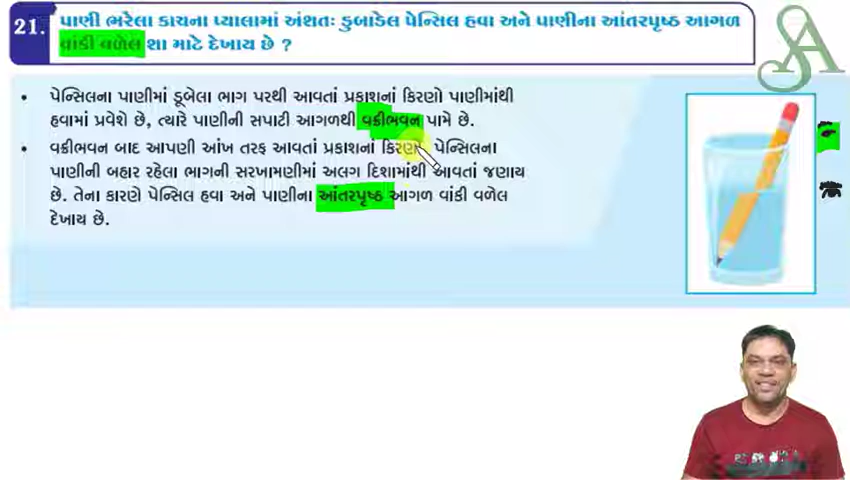 21. પાણી ભરેલા કાચના પ્યાલામાં અંશતઃ ડુબાડેલ પેન્સિલ હવા અને પાણીના આંતરપૃષ્ઠ આગળ
વાંકી વળેલ શા માટે દેખાય છે ?
• પેન્સિલના પાણીમાં ડૂબેલા ભાગ પરથી આવતાં પ્રકાશનાં કિરણો પાણીમાંથી
હવામાં પ્રવેશે છે, ત્યારે પાણીની સપાટી આગળથી વક્રીભવન પામે છે.
• વક્રીભવન બાદ આપણી આંખ તરફ આવતાં પ્રકાશનાં કિરણો પેન્સિલના
પાણીની બહાર રહેલા ભાગની સરખામણીમાં અલગ દિશામાંથી આવતાં જણાય
છે. તેના કારણે પેન્સિલ હવા અને પાણીના આંતરપૃષ્ઠ આગળ વાંકી વળેલ
દેખાય છે.